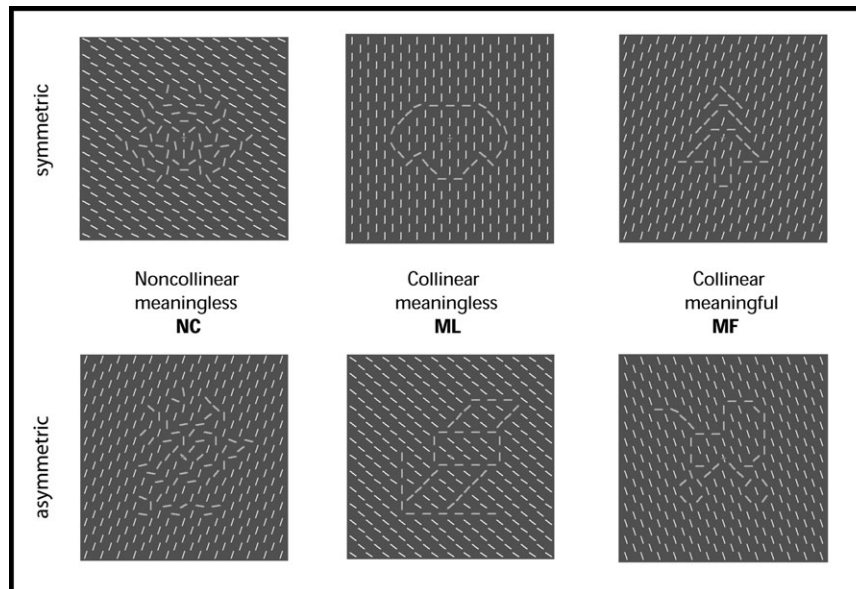 symmetric
Noncollinear
meaningless
NC
Collinear
meaningless
ML
Collinear
meaningful
MF
asymmetric